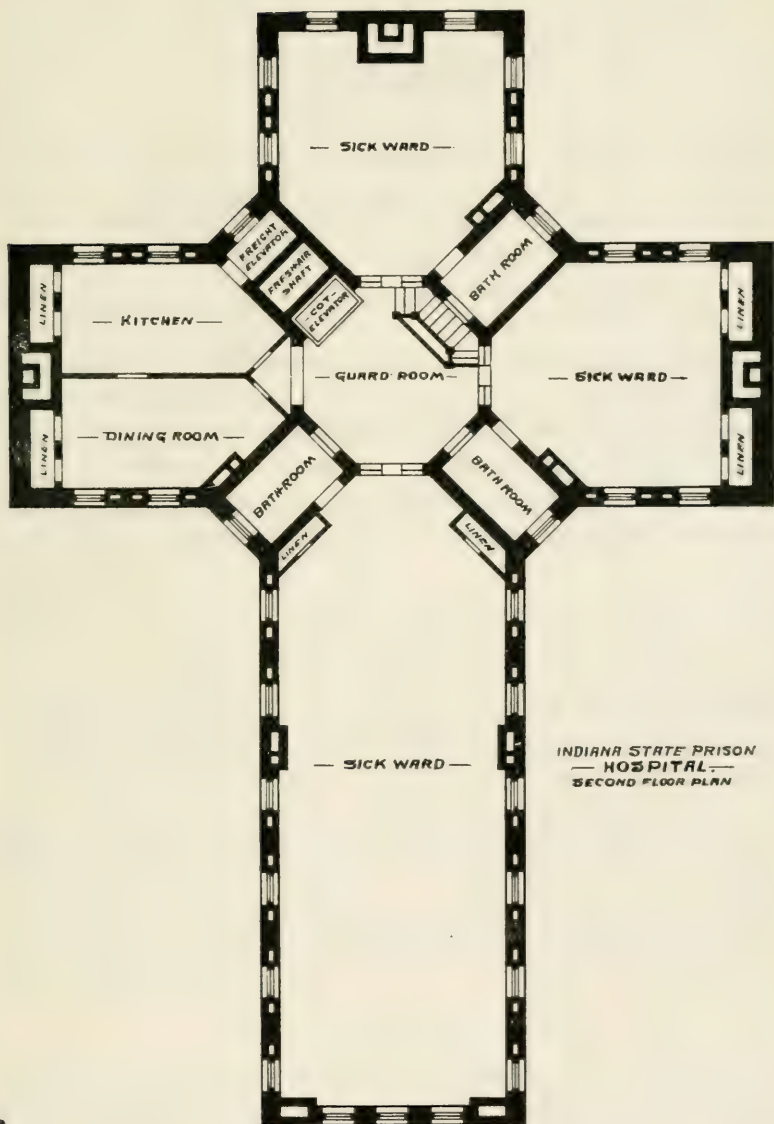 — SICK WARD —
FREIGHT
ELEVATOR
FRESH AIR
SHAFT
COT-
ELEVATOR
BATH ROOM
LINEN
— KITCHEN —
— GUARD ROOM —
— SICK WARD —
LINEN
LINEN
— DINING ROOM —
LINEN
BATH-ROOM
BATH ROOM
LINEN
LINEN
— SICK WARD —
INDIANA STATE PRISON
— HOSPITAL. —
SECOND FLOOR PLAN